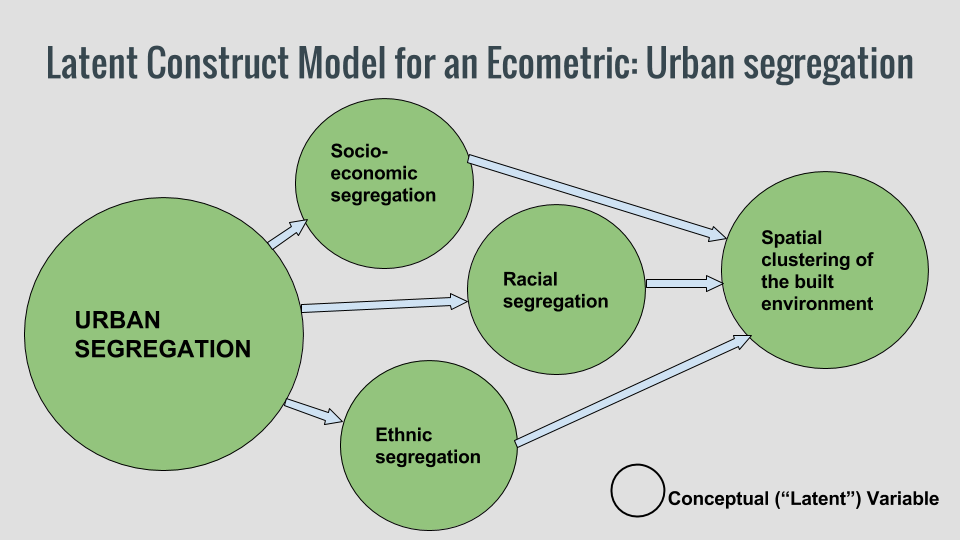 Latent Construct Model for an Ecometric: Urban segregation
Socio-
economic
segregation
Spatial
clustering of
the built
environment
Racial
segregation
URBAN
SEGREGATION
Ethnic
segregation
Conceptual (“Latent”) Variable